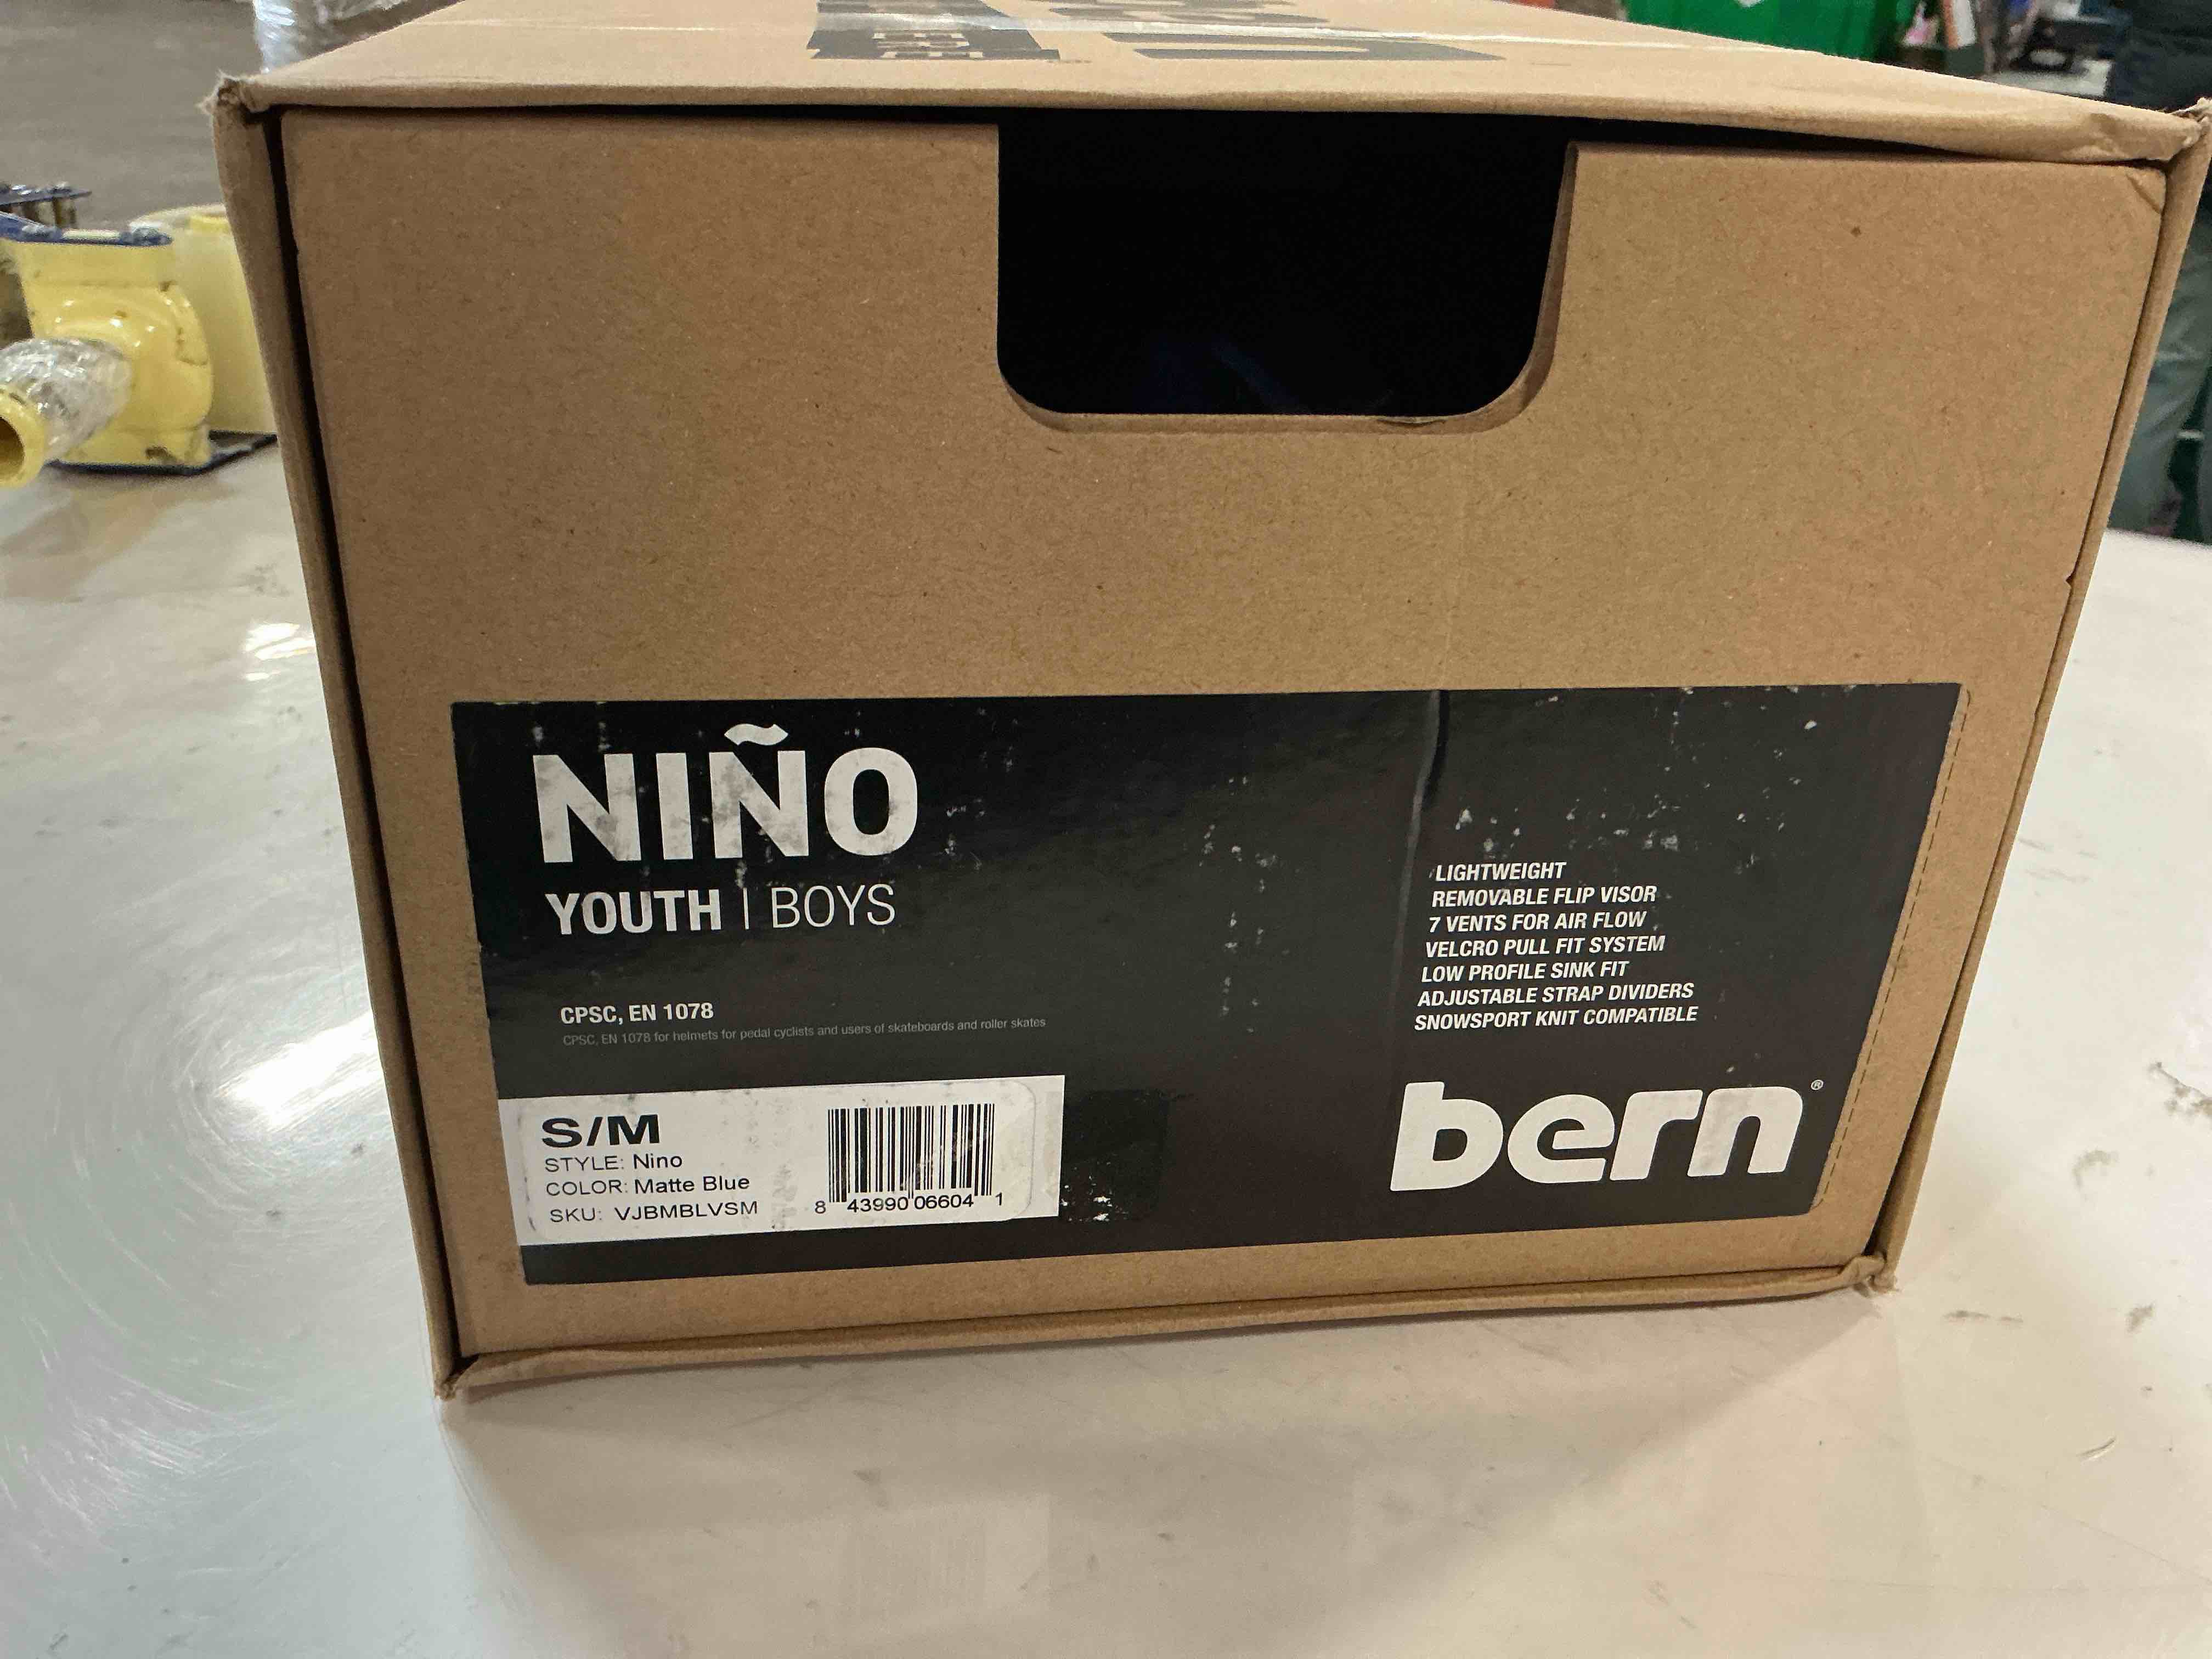 NIÑO
YOUTH | BOYS
CPSC, EN 1078
CPSC, EN 1078 for helmets for pedal cyclists and users of skateboards and roller skates
S/M
STYLE: Nino
COLOR: Matte Blue
SKU: VJBMBLVSM
8 43990 06604 1
LIGHTWEIGHT
REMOVABLE FLIP VISOR
7 VENTS FOR AIR FLOW
VELCRO PULL FIT SYSTEM
LOW PROFILE SINK FIT
ADJUSTABLE STRAP DIVIDERS
SNOWSPORT KNIT COMPATIBLE
bern®